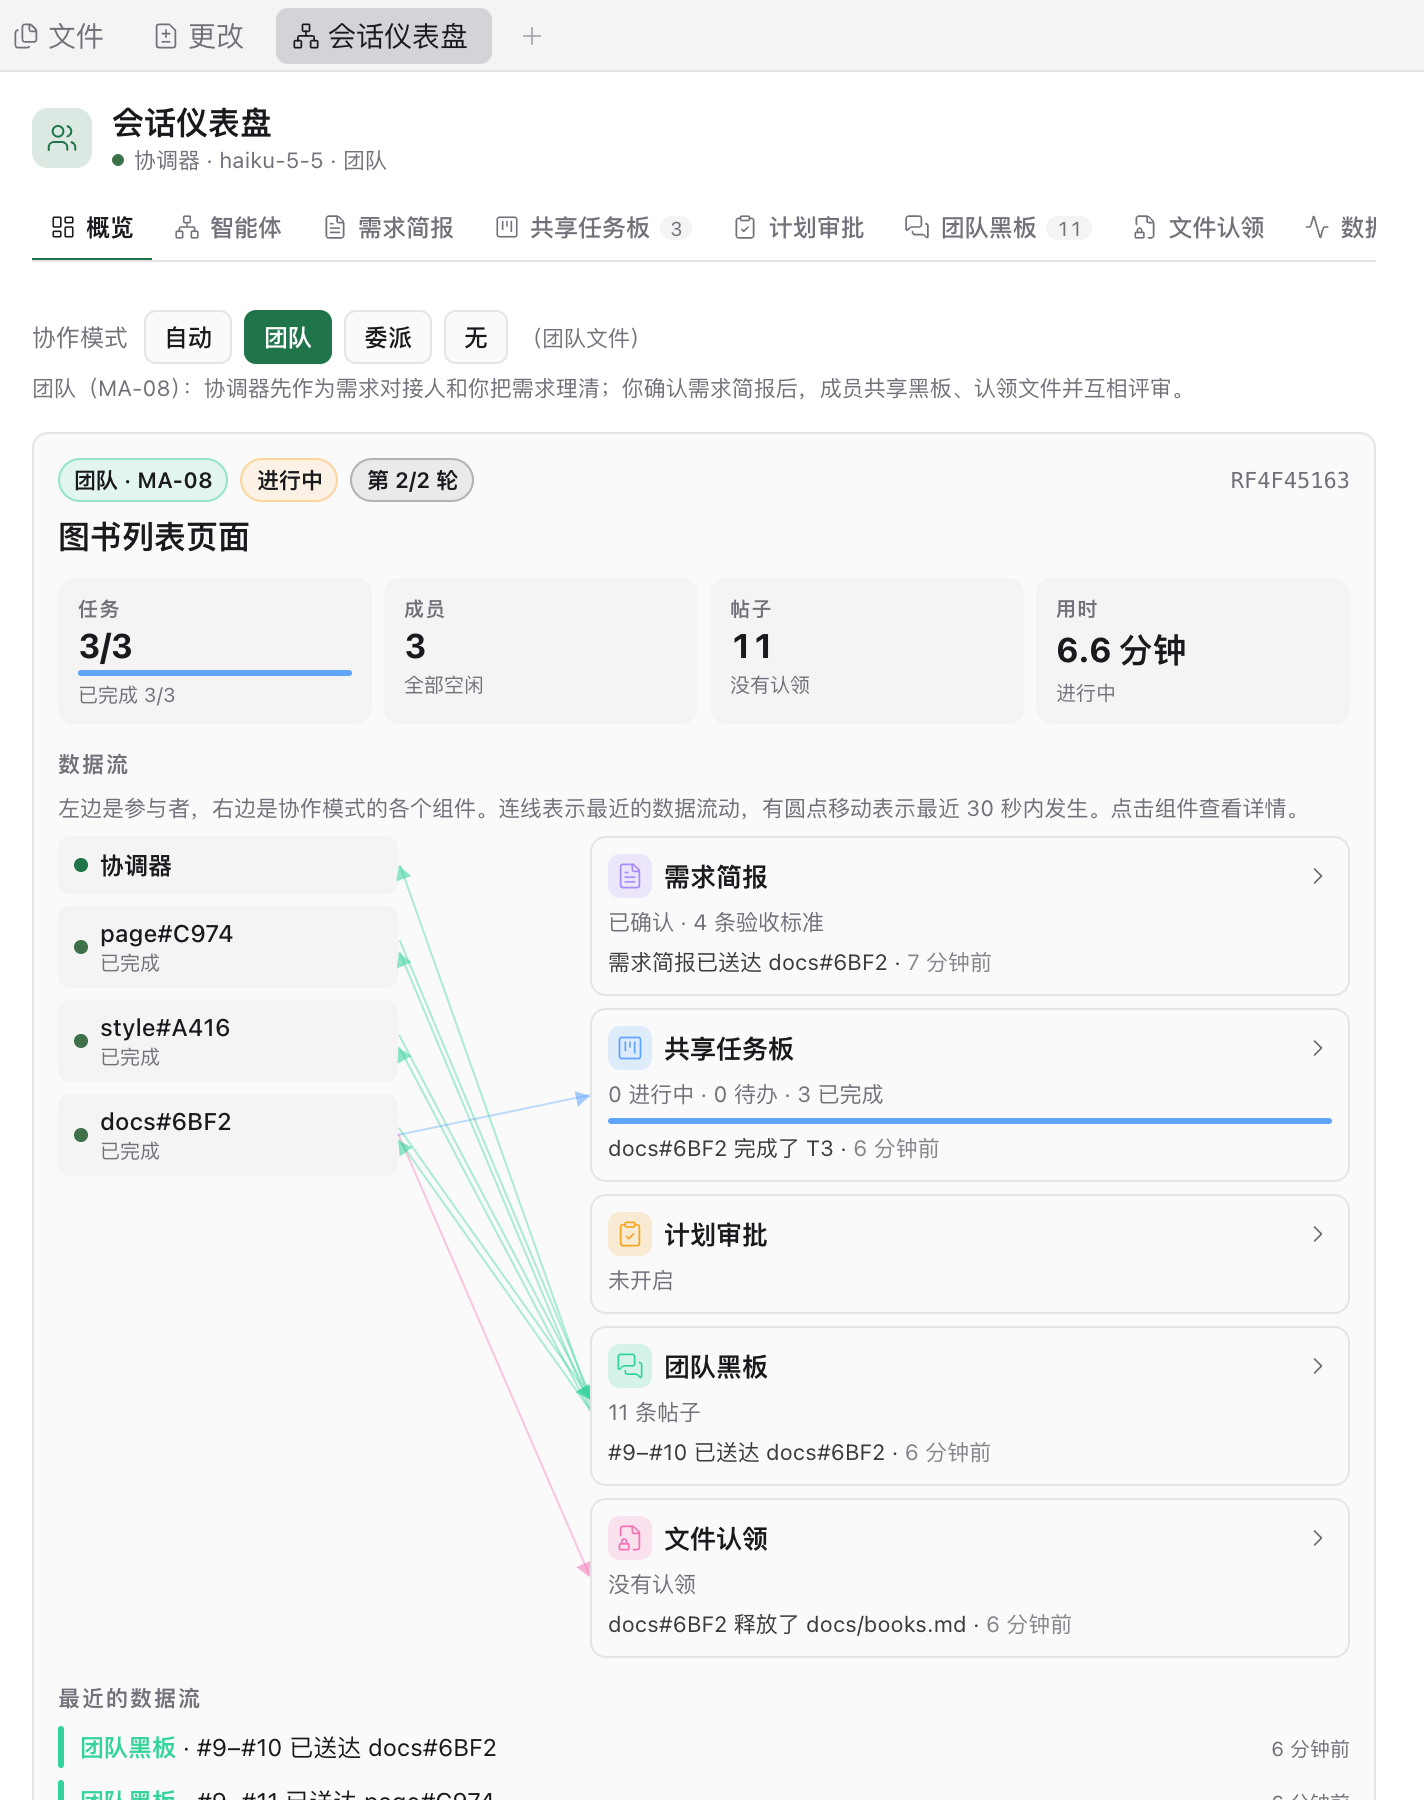 文件
更改
会话仪表盘
会话仪表盘
协调器 · haiku-5-5 · 团队
概览
智能体
需求简报
共享任务板 3
计划审批
团队黑板 11
文件认领
数据
协作模式
自动
团队
委派
无
(团队文件)
团队（MA-08）：协调器先作为需求对接人和你把需求理清；你确认需求简报后，成员共享黑板、认领文件并互相评审。
团队 · MA-08
进行中
第 2/2 轮
RF4F45163
图书列表页面
任务
3/3
已完成 3/3
成员
3
全部空闲
帖子
11
没有认领
用时
6.6 分钟
进行中
数据流
左边是参与者，右边是协作模式的各个组件。连线表示最近的数据流动，有圆点移动表示最近 30 秒内发生。点击组件查看详情。
协调器
page#C974
已完成
style#A416
已完成
docs#6BF2
已完成
需求简报
已确认 · 4 条验收标准
需求简报已送达 docs#6BF2 · 7 分钟前
共享任务板
0 进行中 · 0 待办 · 3 已完成
docs#6BF2 完成了 T3 · 6 分钟前
计划审批
未开启
团队黑板
11 条帖子
#9–#10 已送达 docs#6BF2 · 6 分钟前
文件认领
没有认领
docs#6BF2 释放了 docs/books.md · 6 分钟前
最近的数据流
团队黑板 · #9–#10 已送达 docs#6BF2
6 分钟前
团队黑板 · #9–#11 已送达 page#C974
6 分钟前